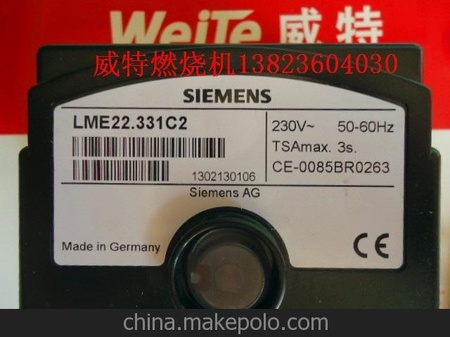 WeiTe 威特
威特燃烧机13823604030
SIEMENS
LME22.331C2
230V~ 50-60Hz
TSAmax. 3s.
CE-0085BR0263
1302130106
Siemens AG
Made in Germany
CE
china.makepolo.com